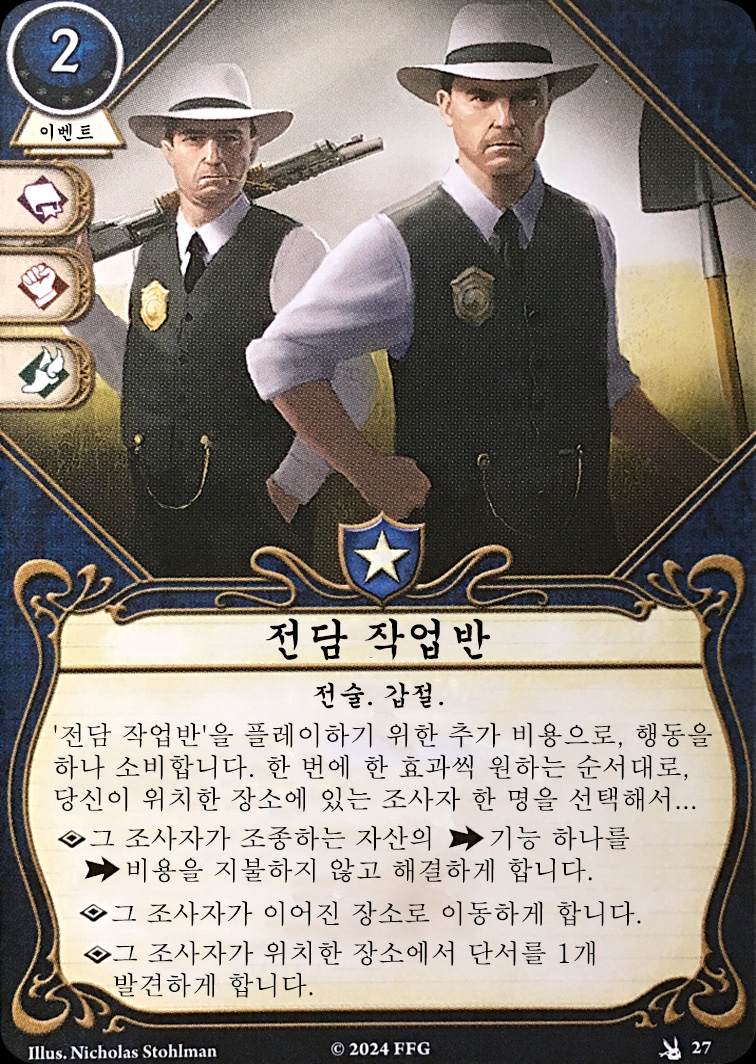 2
이벤트
전담 작업반
전술. 갑절.
'전담 작업반'을 플레이하기 위한 추가 비용으로, 행동을
하나 소비합니다. 한 번에 한 효과씩 원하는 순서대로,
당신이 위치한 장소에 있는 조사자 한 명을 선택해서...
그 조사자가 조종하는 자산의 기능 하나를
비용을 지불하지 않고 해결하게 합니다.
그 조사자가 이어진 장소로 이동하게 합니다.
그 조사자가 위치한 장소에서 단서를 1개
발견하게 합니다.
Illus. Nicholas Stohlman © 2024 FFG 27